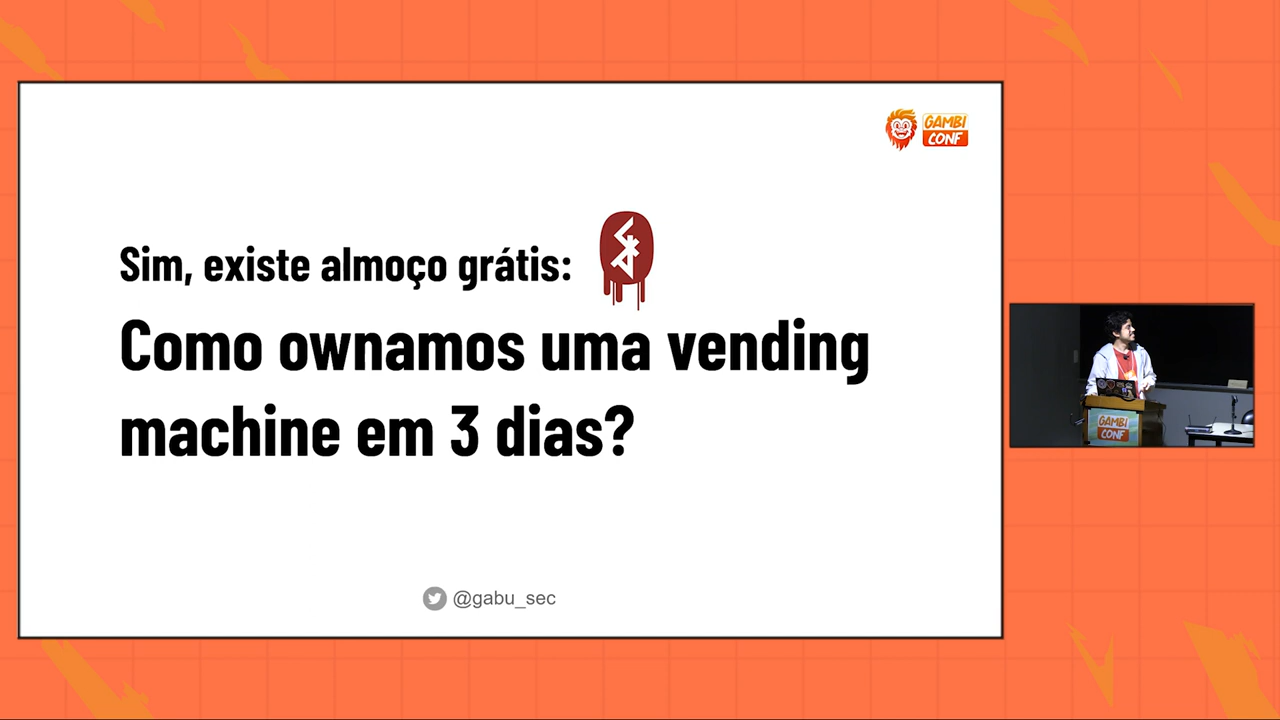 GAMBI
CONF
Sim, existe almoço grátis:
Como ownamos uma vending
machine em 3 dias?
@gabu_sec
GAMBI
CONF